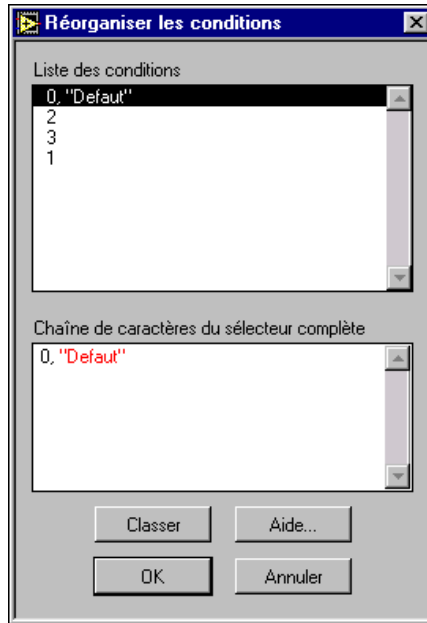 Réorganiser les conditions
Liste des conditions
0, "Defaut"
2
3
1
Chaîne de caractères du sélecteur complète
0, "Defaut"
Classer
Aide...
OK
Annuler